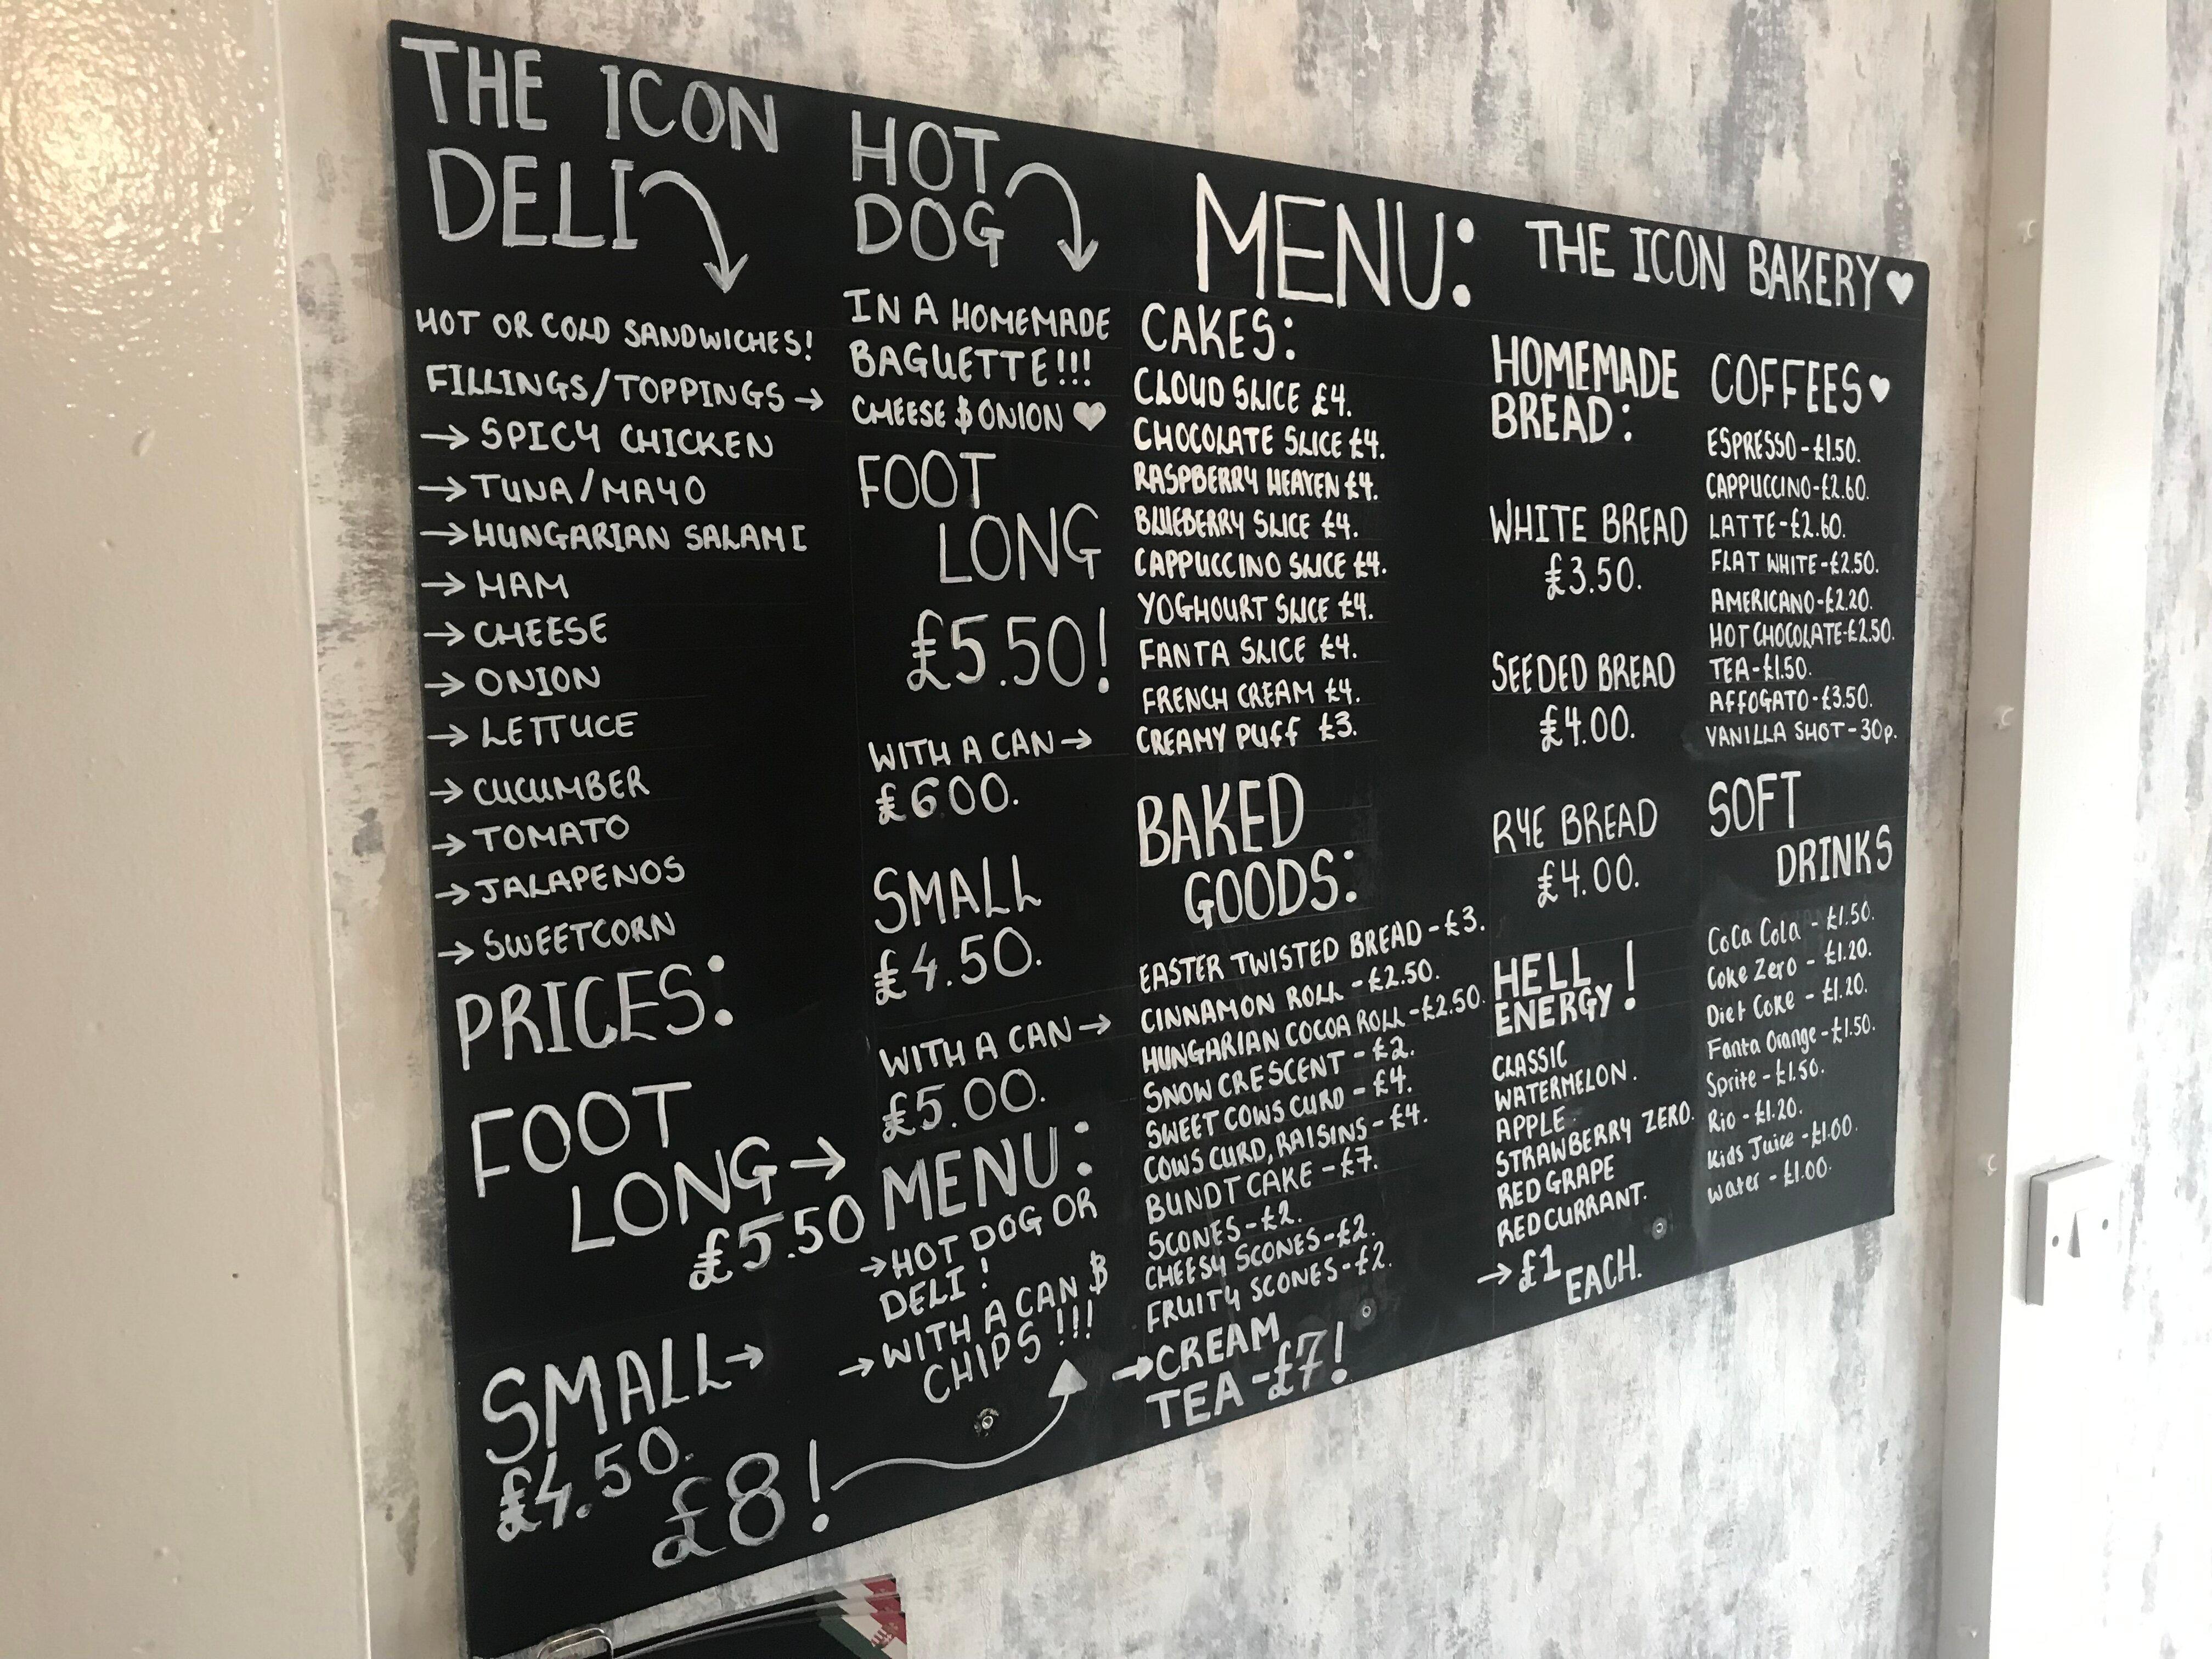 THE ICON
DELI
HOT OR COLD SANDWICHES!
FILLINGS/TOPPINGS →
→ SPICY CHICKEN
→ TUNA/MAYO
→ HUNGARIAN SALAMI
→ HAM
→ CHEESE
→ ONION
→ LETTUCE
→ CUCUMBER
→ TOMATO
→ JALAPENOS
→ SWEETCORN
PRICES:
FOOT
LONG →
£5.50
SMALL →
£4.50.
£8!
HOT
DOG
IN A HOMEMADE
BAGUETTE!!!
CHEESE $ ONION ♥
FOOT
LONG
£5.50!
WITH A CAN →
£600.
SMALL
£4.50.
WITH A CAN →
£5.00.
MENU:
→ HOT DOG OR
DELI!
→ WITH A CAN $
CHIPS!!!
MENU: THE ICON BAKERY ♥
CAKES:
CLOUD SLICE £4.
CHOCOLATE SLICE £4.
RASPBERRY HEAVEN £4.
BLUEBERRY SLICE £4.
CAPPUCCINO SLICE £4.
YOGHOURT SLICE £4.
FANTA SLICE £4.
FRENCH CREAM £4.
CREAMY PUFF £3.
BAKED
GOODS:
EASTER TWISTED BREAD - £3.
CINNAMON ROLL - £2.50.
HUNGARIAN COCOA ROLL - £2.50.
SNOW CRESCENT - £2.
SWEET COWS CURD - £4.
COWS CURD, RAISINS - £4.
BUNDT CAKE - £7.
SCONES - £2.
CHEESY SCONES - £2.
FRUITY SCONES - £2.
→ CREAM
TEA - £7!
HOMEMADE
BREAD:
WHITE BREAD
£3.50.
SEEDED BREAD
£4.00.
RYE BREAD
£4.00.
HELL
ENERGY!
CLASSIC
WATERMELON.
APPLE.
STRAWBERRY ZERO.
RED GRAPE
REDCURRANT.
→ £1
EACH.
COFFEES ♥
ESPRESSO - £1.50.
CAPPUCCINO - £2.60.
LATTE - £2.60.
FLAT WHITE - £2.50.
AMERICANO - £2.20.
HOT CHOCOLATE - £2.50.
TEA - £1.50.
AFFOGATO - £3.50.
VANILLA SHOT - 30p.
SOFT
DRINKS
CoCa Cola - £1.50.
Coke Zero - £1.20.
Diet Coke - £1.20.
Fanta Orange - £1.50.
Sprite - £1.50.
Rio - £1.20.
Kids Juice - £1.00.
water - £1.00.